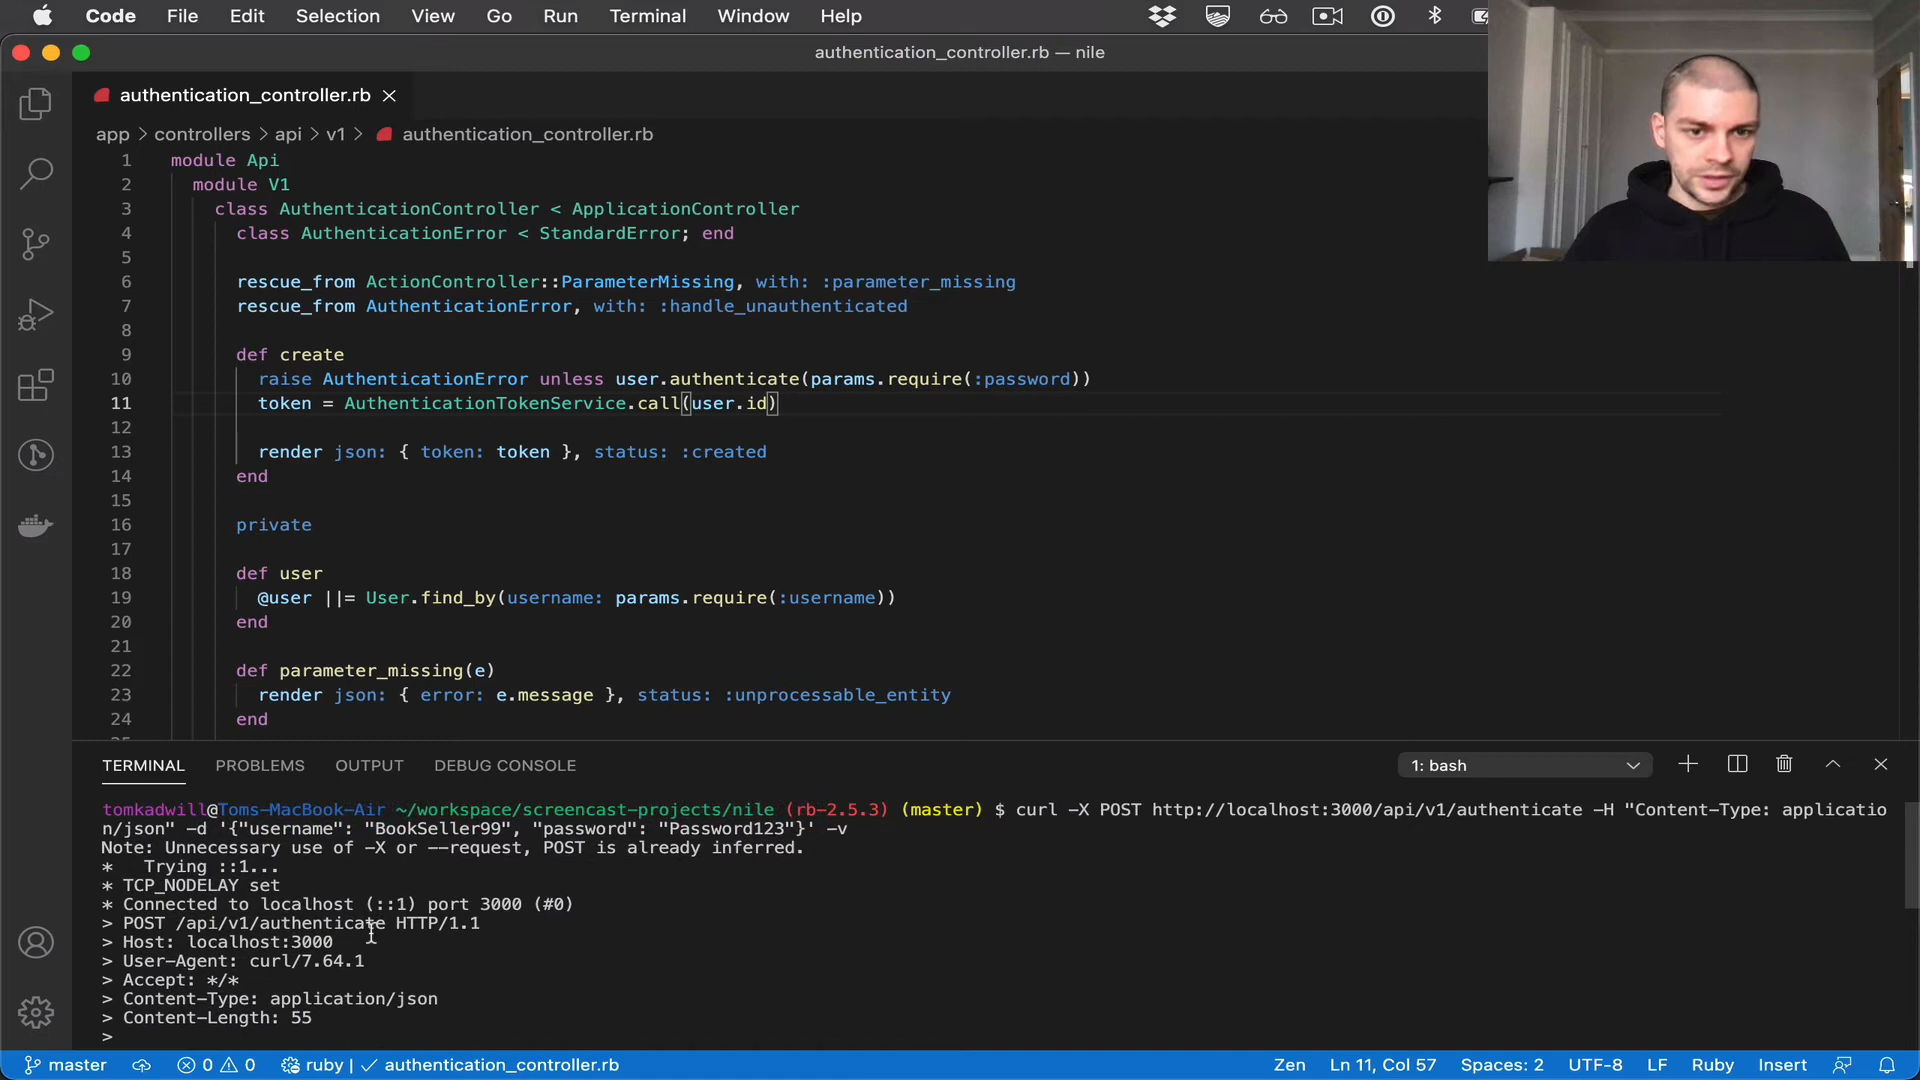 Code File Edit Selection View Go Run Terminal Window Help
authentication_controller.rb — nile
authentication_controller.rb
app > controllers > api > v1 > authentication_controller.rb
1 module Api
2 module V1
3 class AuthenticationController < ApplicationController
4 class AuthenticationError < StandardError; end
5
6 rescue_from ActionController::ParameterMissing, with: :parameter_missing
7 rescue_from AuthenticationError, with: :handle_unauthenticated
8
9 def create
10 raise AuthenticationError unless user.authenticate(params.require(:password))
11 token = AuthenticationTokenService.call(user.id)
12
13 render json: { token: token }, status: :created
14 end
15
16 private
17
18 def user
19 @user ||= User.find_by(username: params.require(:username))
20 end
21
22 def parameter_missing(e)
23 render json: { error: e.message }, status: :unprocessable_entity
24 end
TERMINAL PROBLEMS OUTPUT DEBUG CONSOLE 1: bash
tomkadwill@Toms-MacBook-Air ~/workspace/screencast-projects/nile (rb-2.5.3) (master) $ curl -X POST http://localhost:3000/api/v1/authenticate -H "Content-Type: applicatio
n/json" -d '{"username": "BookSeller99", "password": "Password123"}' -v
Note: Unnecessary use of -X or --request, POST is already inferred.
*   Trying ::1...
* TCP_NODELAY set
* Connected to localhost (::1) port 3000 (#0)
> POST /api/v1/authenticate HTTP/1.1
> Host: localhost:3000
> User-Agent: curl/7.64.1
> Accept: */*
> Content-Type: application/json
> Content-Length: 55
>
master 0 0 ruby | ✓ authentication_controller.rb Zen Ln 11, Col 57 Spaces: 2 UTF-8 LF Ruby Insert